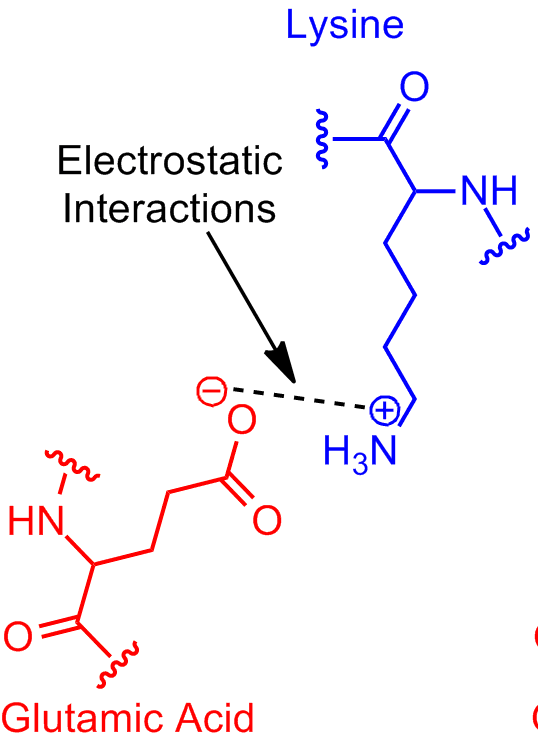 Lysine
O
Electrostatic
Interactions
NH
⊖
⊕
O
H₃N
O
HN
O
Glutamic Acid